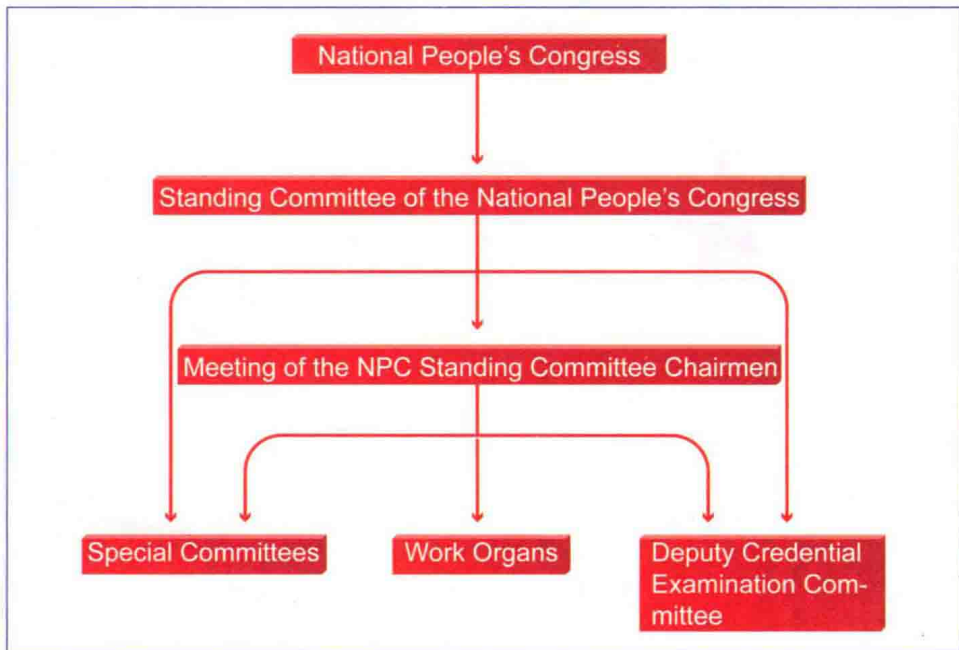 National People's Congress
Standing Committee of the National People's Congress
Meeting of the NPC Standing Committee Chairmen
Special Committees
Work Organs
Deputy Credential
Examination Com-
mittee